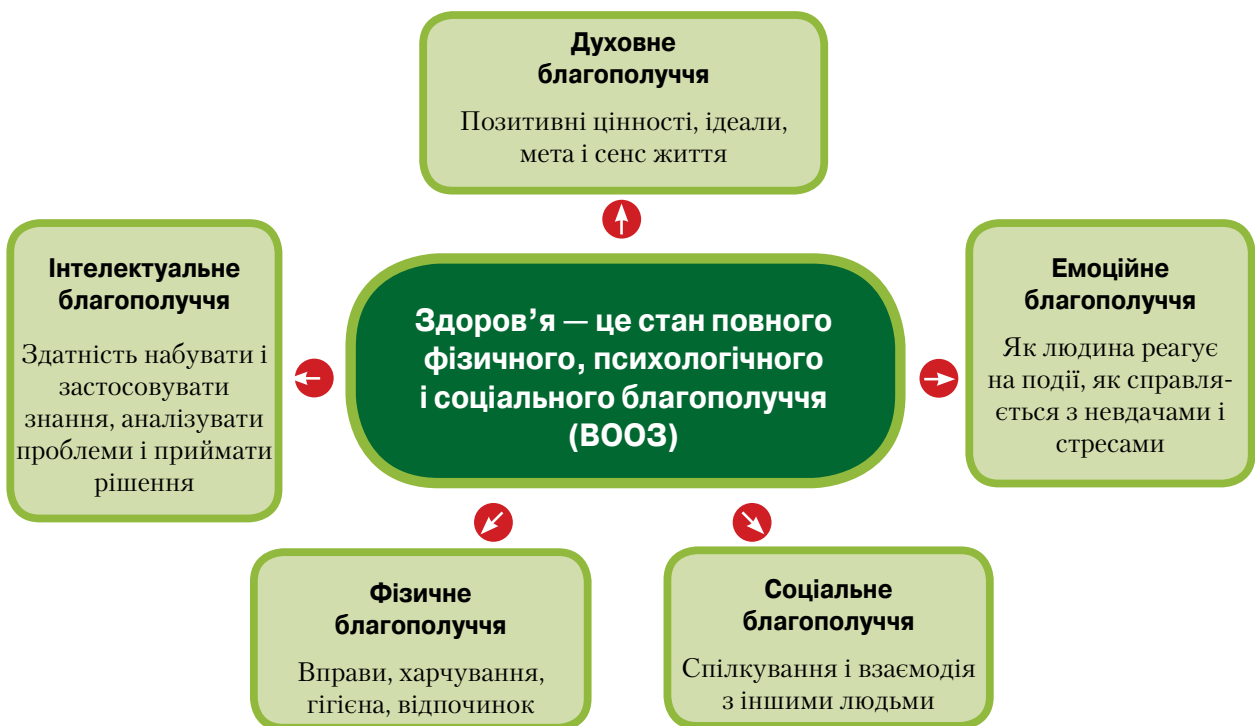 Духовне
благополуччя
Позитивні цінності, ідеали,
мета і сенс життя
Інтелектуальне
благополуччя
Здатність набувати і
застосовувати
знання, аналізувати
проблеми і приймати
рішення
Здоров’я — це стан повного
фізичного, психологічного
і соціального благополуччя
(ВООЗ)
Емоційне
благополуччя
Як людина реагує
на події, як справля-
ється з невдачами і
стресами
Фізичне
благополуччя
Вправи, харчування,
гігієна, відпочинок
Соціальне
благополуччя
Спілкування і взаємодія
з іншими людьми